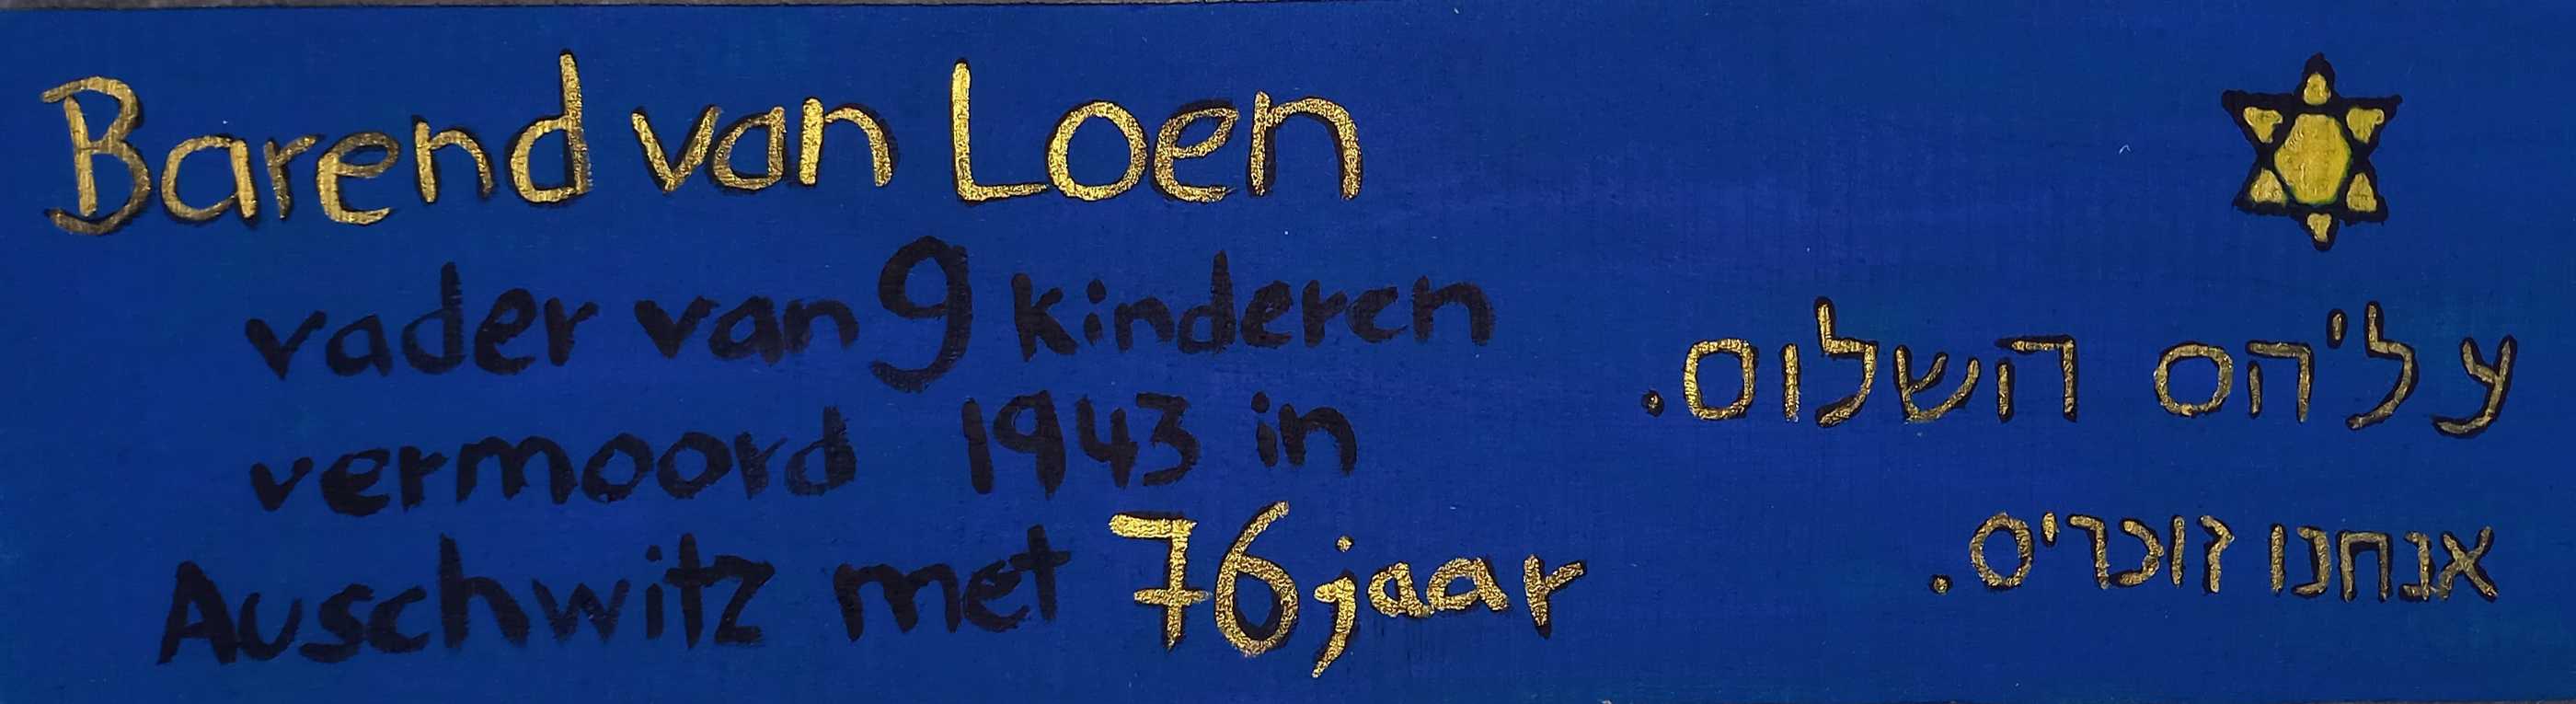 Barend van Loen
vader van 9 kinderen
vermoord 1943 in
Auschwitz met 76 jaar
עליהם השלום.
אנחנו זוכרים.